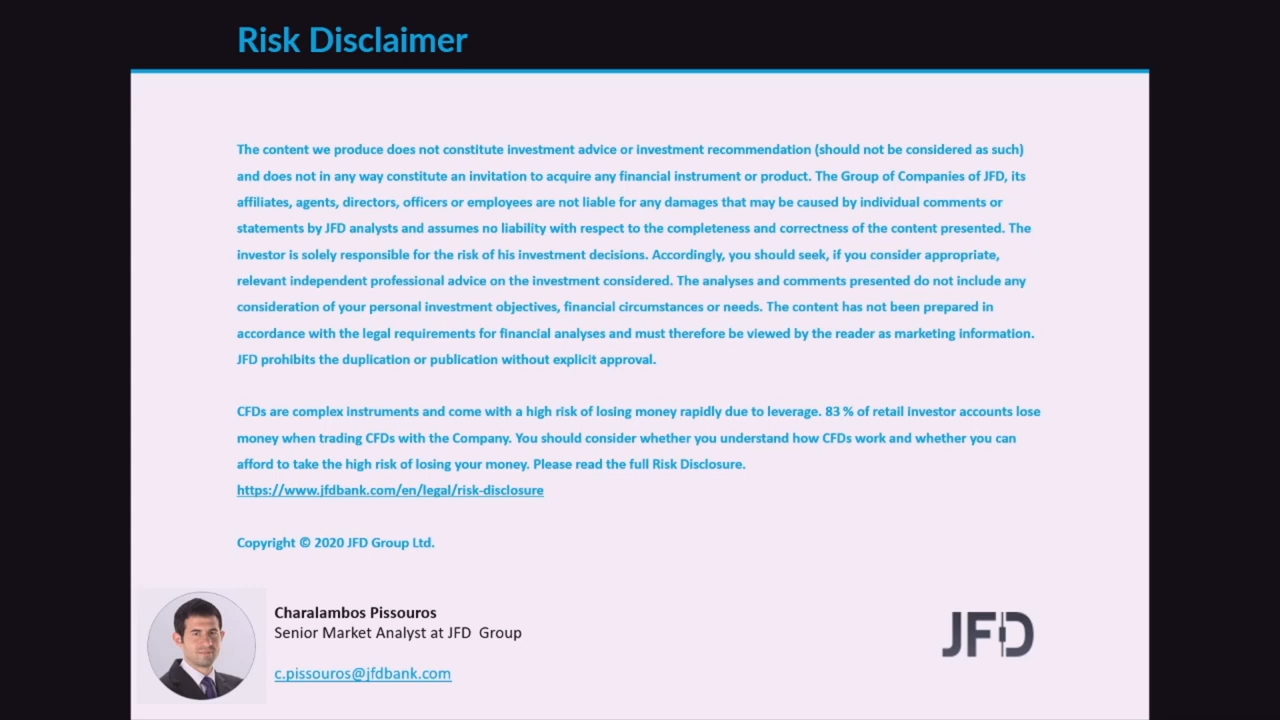 Risk Disclaimer
The content we produce does not constitute investment advice or investment recommendation (should not be considered as such)
and does not in any way constitute an invitation to acquire any financial instrument or product. The Group of Companies of JFD, its
affiliates, agents, directors, officers or employees are not liable for any damages that may be caused by individual comments or
statements by JFD analysts and assumes no liability with respect to the completeness and correctness of the content presented. The
investor is solely responsible for the risk of his investment decisions. Accordingly, you should seek, if you consider appropriate,
relevant independent professional advice on the investment considered. The analyses and comments presented do not include any
consideration of your personal investment objectives, financial circumstances or needs. The content has not been prepared in
accordance with the legal requirements for financial analyses and must therefore be viewed by the reader as marketing information.
JFD prohibits the duplication or publication without explicit approval.
CFDs are complex instruments and come with a high risk of losing money rapidly due to leverage. 83 % of retail investor accounts lose
money when trading CFDs with the Company. You should consider whether you understand how CFDs work and whether you can
afford to take the high risk of losing your money. Please read the full Risk Disclosure.
https://www.jfdbank.com/en/legal/risk-disclosure
Copyright © 2020 JFD Group Ltd.
Charalambos Pissouros
Senior Market Analyst at JFD Group
c.pissouros@jfdbank.com
JFD